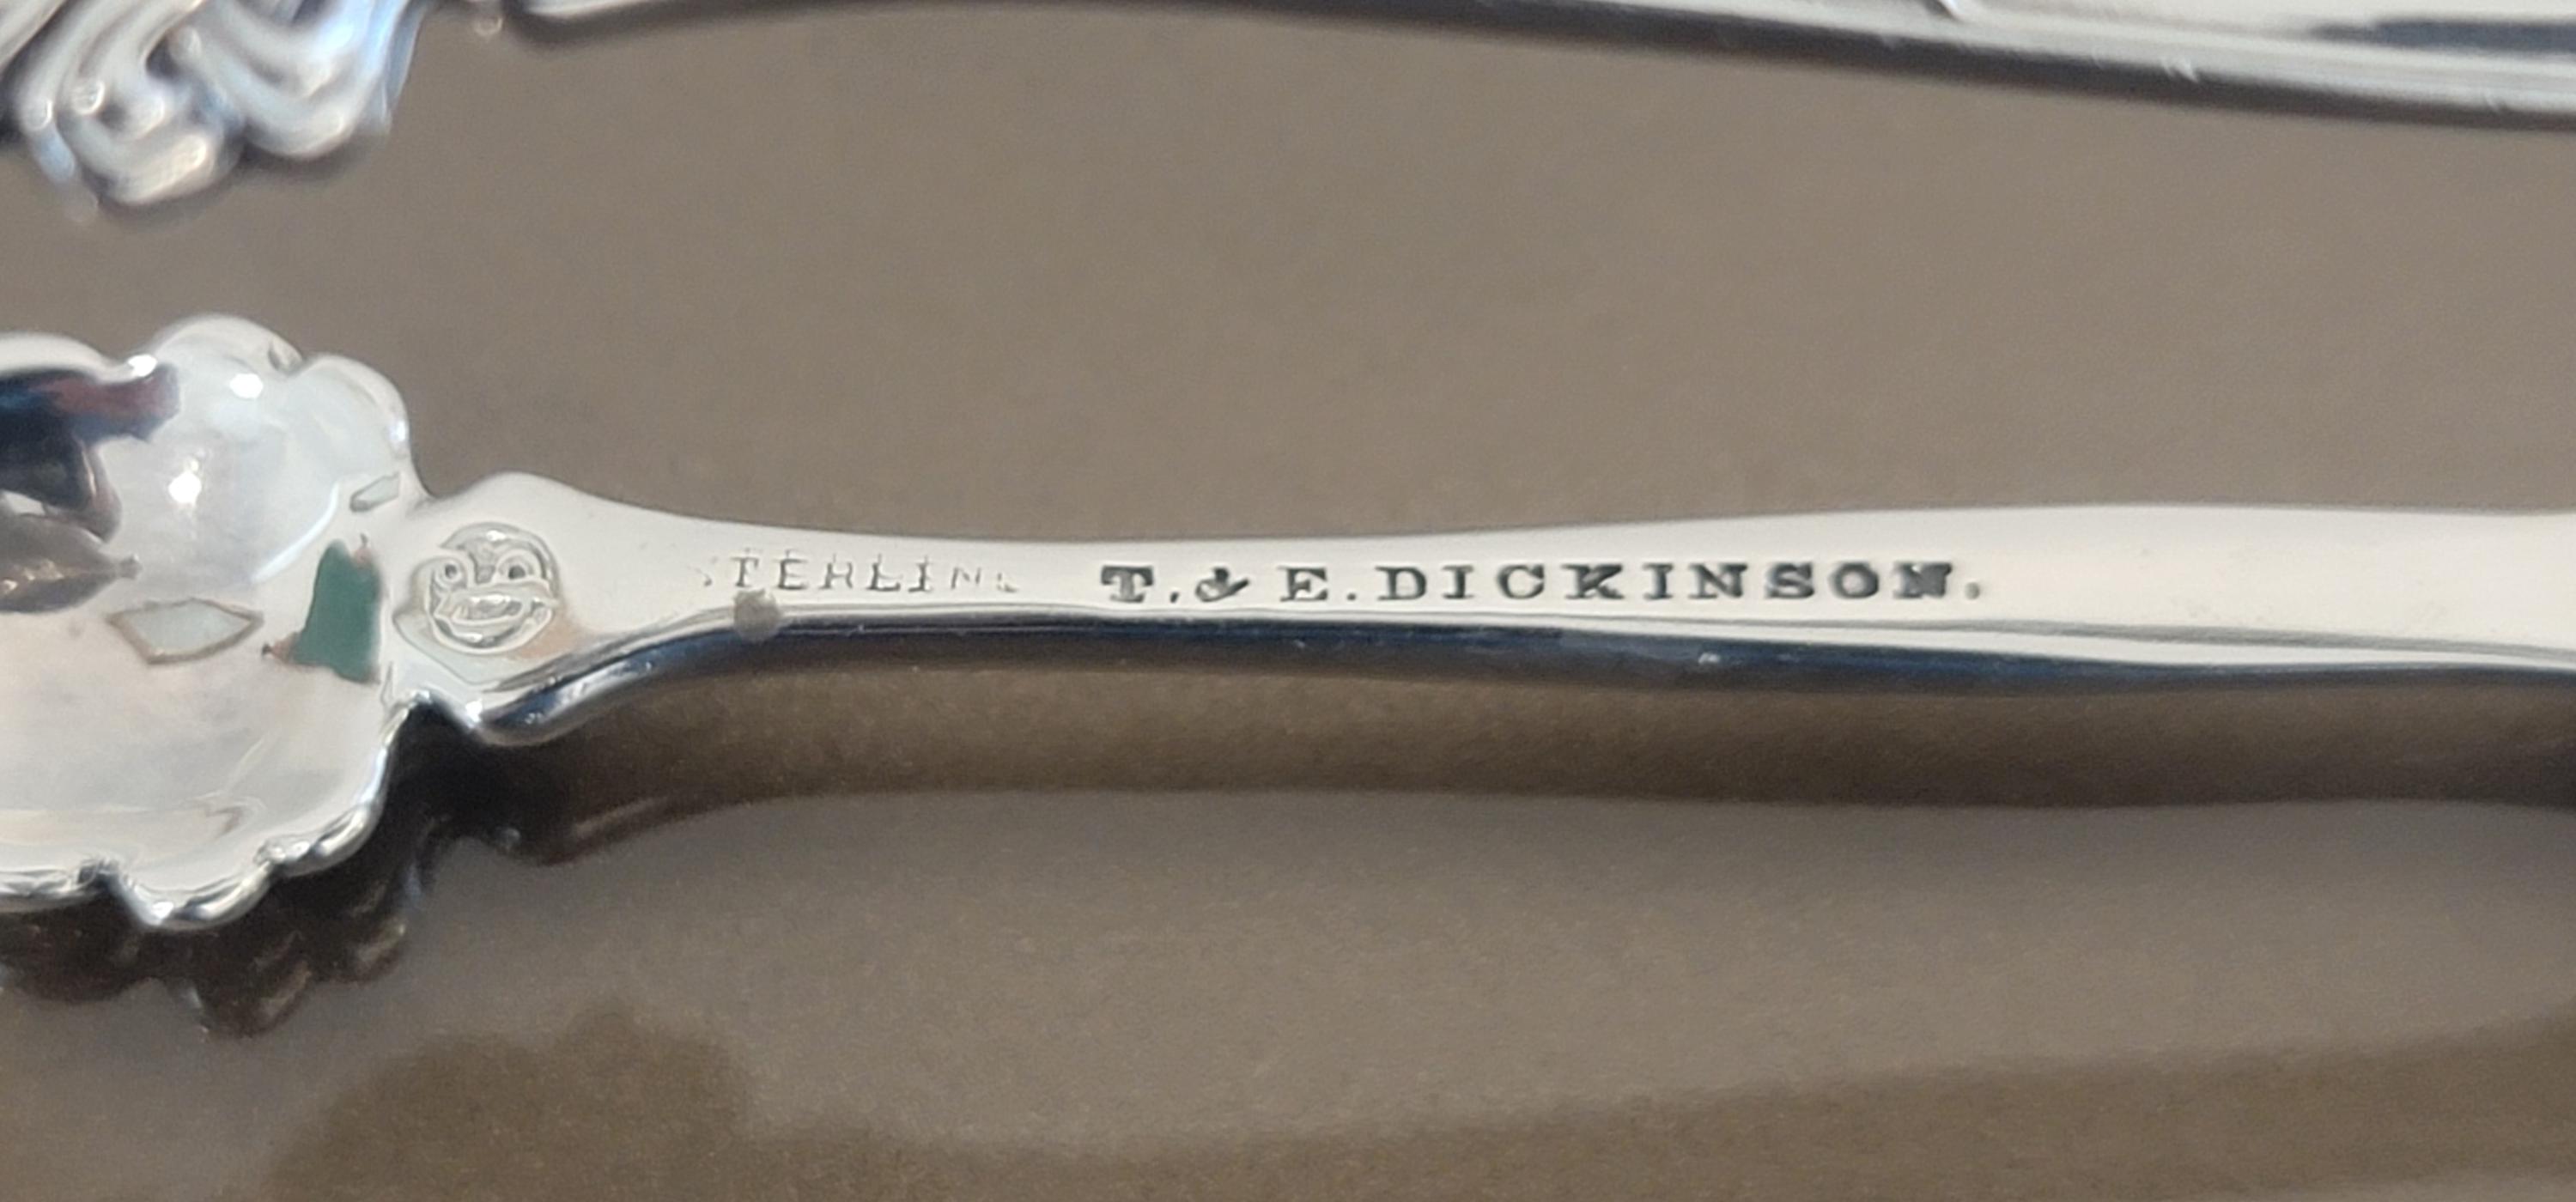 STERLING T. & E. DICKINSON.